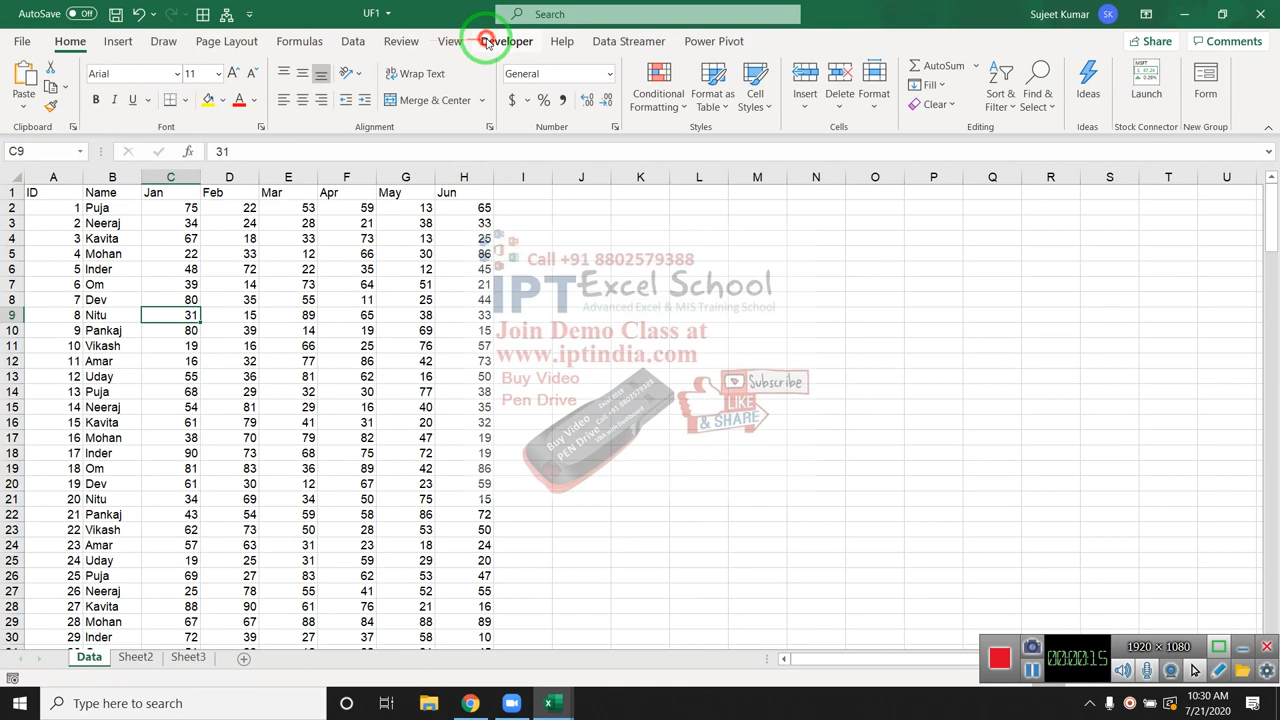 AutoSave Off UF1 Search Sujeet Kumar SK
File Home Insert Draw Page Layout Formulas Data Review View Developer Help Data Streamer Power Pivot Share Comments
Paste Arial 11 Wrap Text General Conditional Formatting Format as Table Cell Styles Insert Delete Format AutoSum Fill Clear Sort & Filter Find & Select Ideas Launch Form
B I U Merge & Center $ %
Clipboard Font Alignment Number Styles Cells Editing Ideas Stock Connector New Group
C9 fx 31
A B C D E F G H I J K L M N O P Q R S T U
1 ID Name Jan Feb Mar Apr May Jun
2 1 Puja 75 22 53 59 13 65
3 2 Neeraj 34 24 28 21 38 33
4 3 Kavita 67 18 33 73 13 25
5 4 Mohan 22 33 12 66 30 86
6 5 Inder 48 72 22 35 12 45
7 6 Om 39 14 73 64 51 21
8 7 Dev 80 35 55 11 25 44
9 8 Nitu 31 15 89 65 38 33
10 9 Pankaj 80 39 14 19 69 15
11 10 Vikash 19 16 66 25 76 57
12 11 Amar 16 32 77 86 42 73
13 12 Uday 55 36 81 62 16 50
14 13 Puja 68 29 32 30 77 38
15 14 Neeraj 54 81 29 16 40 35
16 15 Kavita 61 79 41 31 20 32
17 16 Mohan 38 70 79 82 47 19
18 17 Inder 90 73 68 75 72 19
19 18 Om 81 83 36 89 42 86
20 19 Dev 61 30 12 67 23 59
21 20 Nitu 34 69 34 50 75 15
22 21 Pankaj 43 54 59 58 86 72
23 22 Vikash 62 73 50 28 53 50
24 23 Amar 57 63 31 23 18 24
25 24 Uday 19 25 31 59 29 20
26 25 Puja 69 27 83 62 53 47
27 26 Neeraj 25 78 55 41 52 55
28 27 Kavita 88 90 61 76 21 16
29 28 Mohan 67 67 88 84 88 89
30 29 Inder 72 39 27 37 58 10
Call +91 8802579388
IPT Excel School
Advanced Excel & MIS Training School
Join Demo Class at
www.iptindia.com
Buy Video
Pen Drive
Subscribe
LIKE
& SHARE
Buy Video
PEN Drive
Call +91 8802579388
Data Sheet2 Sheet3
1920 × 1080
00:00:15
Type here to search
10:30 AM
7/21/2020